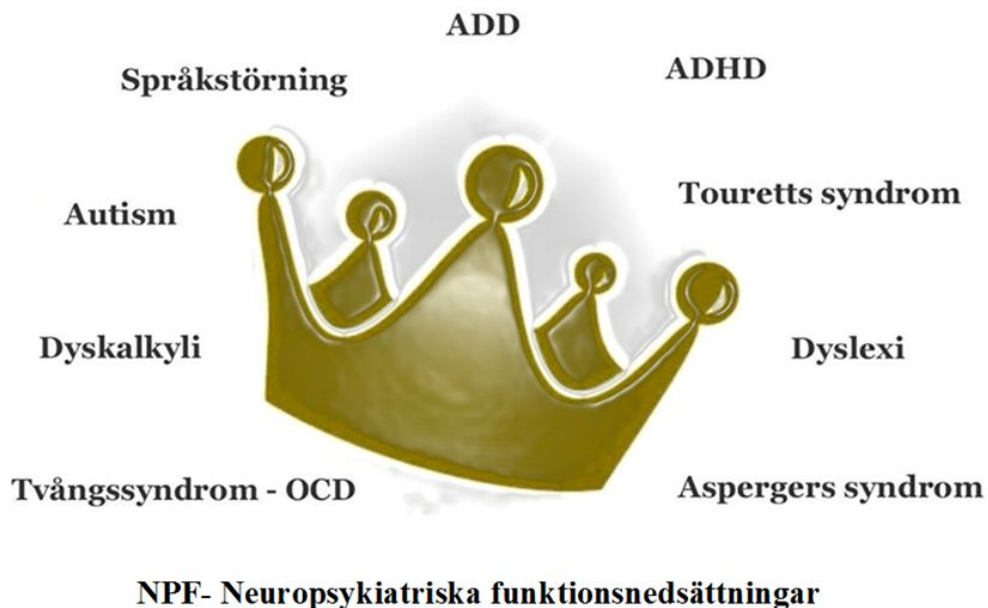 ADD
ADHD
Språkstörning
Touretts syndrom
Autism
Dyskalkyli
Dyslexi
Tvångssyndrom - OCD
Aspergers syndrom
NPF- Neuropsykiatriska funktionsnedsättningar